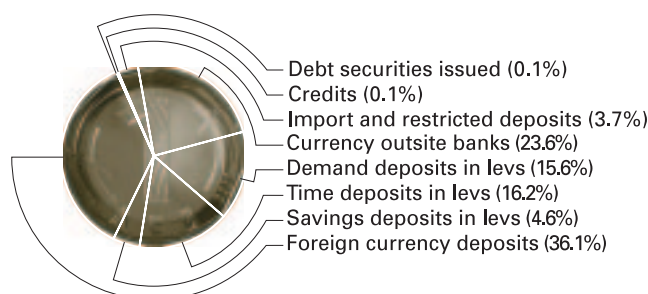 Debt securities issued (0.1%)
Credits (0.1%)
Import and restricted deposits (3.7%)
Currency outsite banks (23.6%)
Demand deposits in levs (15.6%)
Time deposits in levs (16.2%)
Savings deposits in levs (4.6%)
Foreign currency deposits (36.1%)